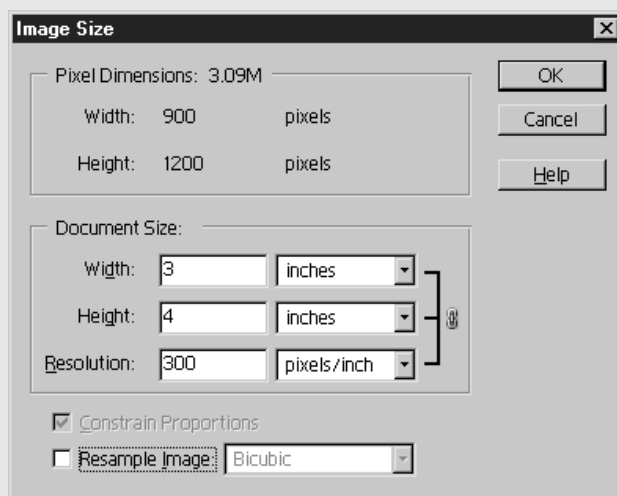 Image Size
Pixel Dimensions: 3.09M
Width: 900 pixels
Height: 1200 pixels
OK
Cancel
Help
Document Size:
Width: 3 inches
Height: 4 inches
Resolution: 300 pixels/inch
Constrain Proportions
Resample Image: Bicubic